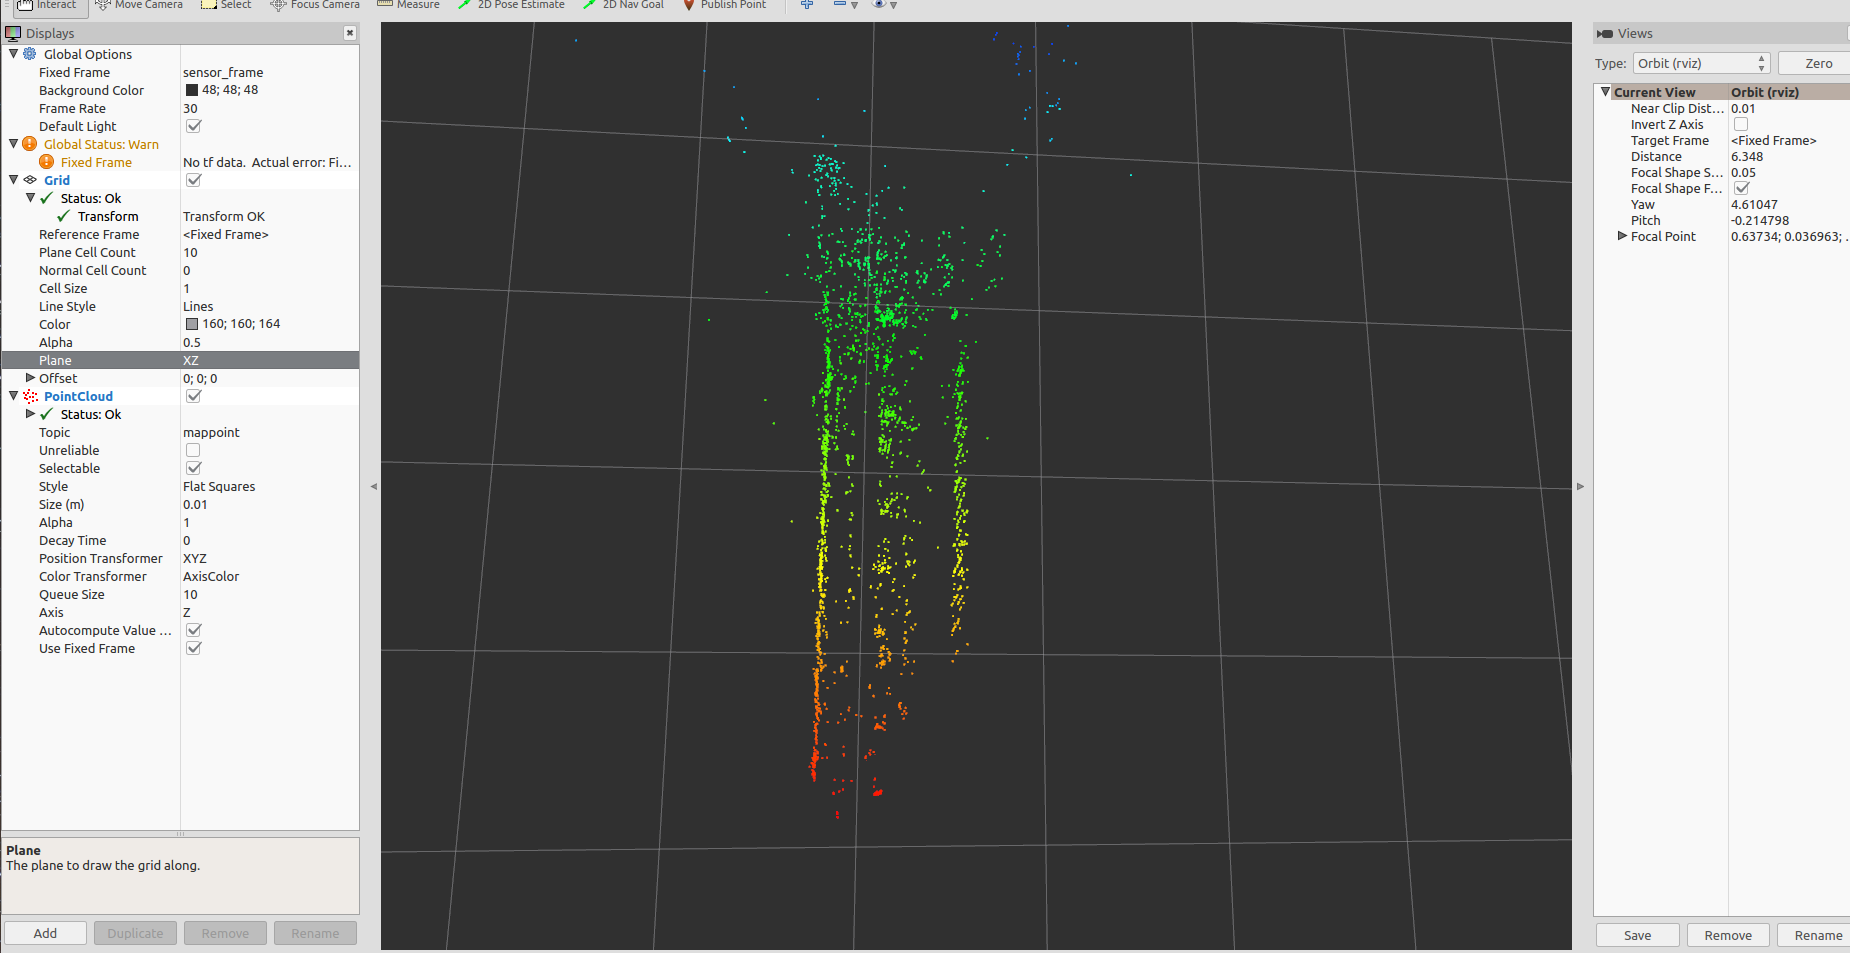 Interact Move Camera Select Focus Camera Measure 2D Pose Estimate 2D Nav Goal Publish Point
Displays
Global Options
Fixed Frame sensor_frame
Background Color 48; 48; 48
Frame Rate 30
Default Light
Global Status: Warn
Fixed Frame No tf data. Actual error: Fi...
Grid
Status: Ok
Transform Transform OK
Reference Frame <Fixed Frame>
Plane Cell Count 10
Normal Cell Count 0
Cell Size 1
Line Style Lines
Color 160; 160; 164
Alpha 0.5
Plane XZ
Offset 0; 0; 0
PointCloud
Status: Ok
Topic mappoint
Unreliable
Selectable
Style Flat Squares
Size (m) 0.01
Alpha 1
Decay Time 0
Position Transformer XYZ
Color Transformer AxisColor
Queue Size 10
Axis Z
Autocompute Value ...
Use Fixed Frame
Plane
The plane to draw the grid along.
Add Duplicate Remove Rename
Views
Type: Orbit (rviz) Zero
Current View Orbit (rviz)
Near Clip Dist... 0.01
Invert Z Axis
Target Frame <Fixed Frame>
Distance 6.348
Focal Shape S... 0.05
Focal Shape F...
Yaw 4.61047
Pitch -0.214798
Focal Point 0.63734; 0.036963; .
Save Remove Rename